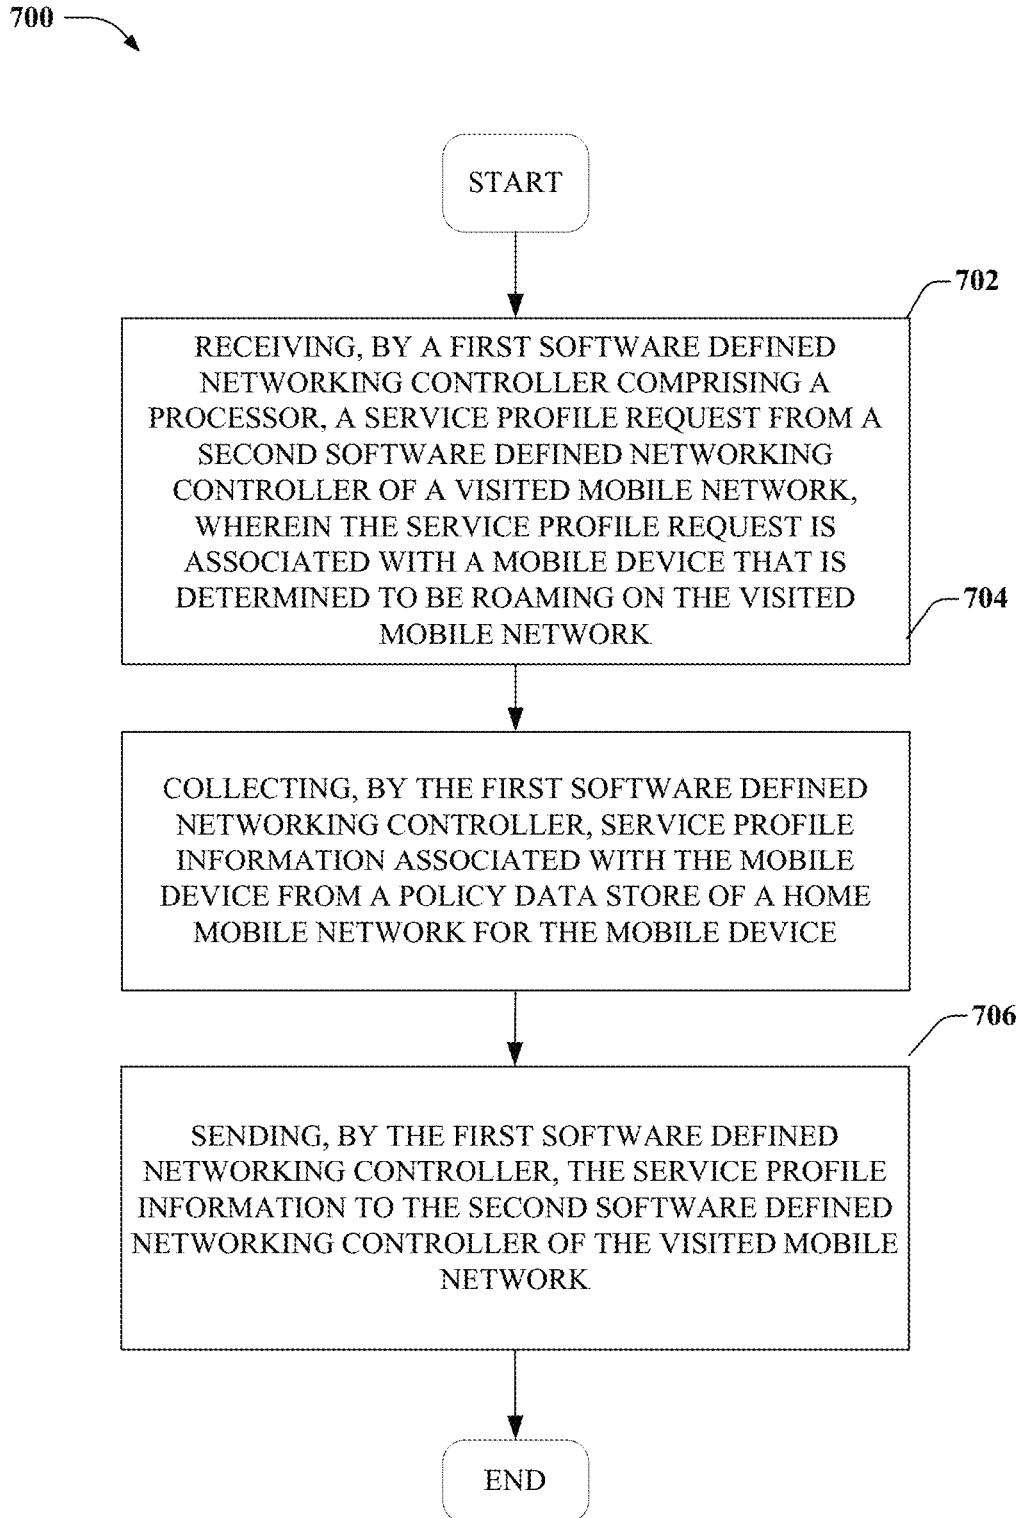 700
START
702
RECEIVING, BY A FIRST SOFTWARE DEFINED
NETWORKING CONTROLLER COMPRISING A
PROCESSOR, A SERVICE PROFILE REQUEST FROM A
SECOND SOFTWARE DEFINED NETWORKING
CONTROLLER OF A VISITED MOBILE NETWORK,
WHEREIN THE SERVICE PROFILE REQUEST IS
ASSOCIATED WITH A MOBILE DEVICE THAT IS
DETERMINED TO BE ROAMING ON THE VISITED
MOBILE NETWORK
704
COLLECTING, BY THE FIRST SOFTWARE DEFINED
NETWORKING CONTROLLER, SERVICE PROFILE
INFORMATION ASSOCIATED WITH THE MOBILE
DEVICE FROM A POLICY DATA STORE OF A HOME
MOBILE NETWORK FOR THE MOBILE DEVICE
706
SENDING, BY THE FIRST SOFTWARE DEFINED
NETWORKING CONTROLLER, THE SERVICE PROFILE
INFORMATION TO THE SECOND SOFTWARE DEFINED
NETWORKING CONTROLLER OF THE VISITED MOBILE
NETWORK
END